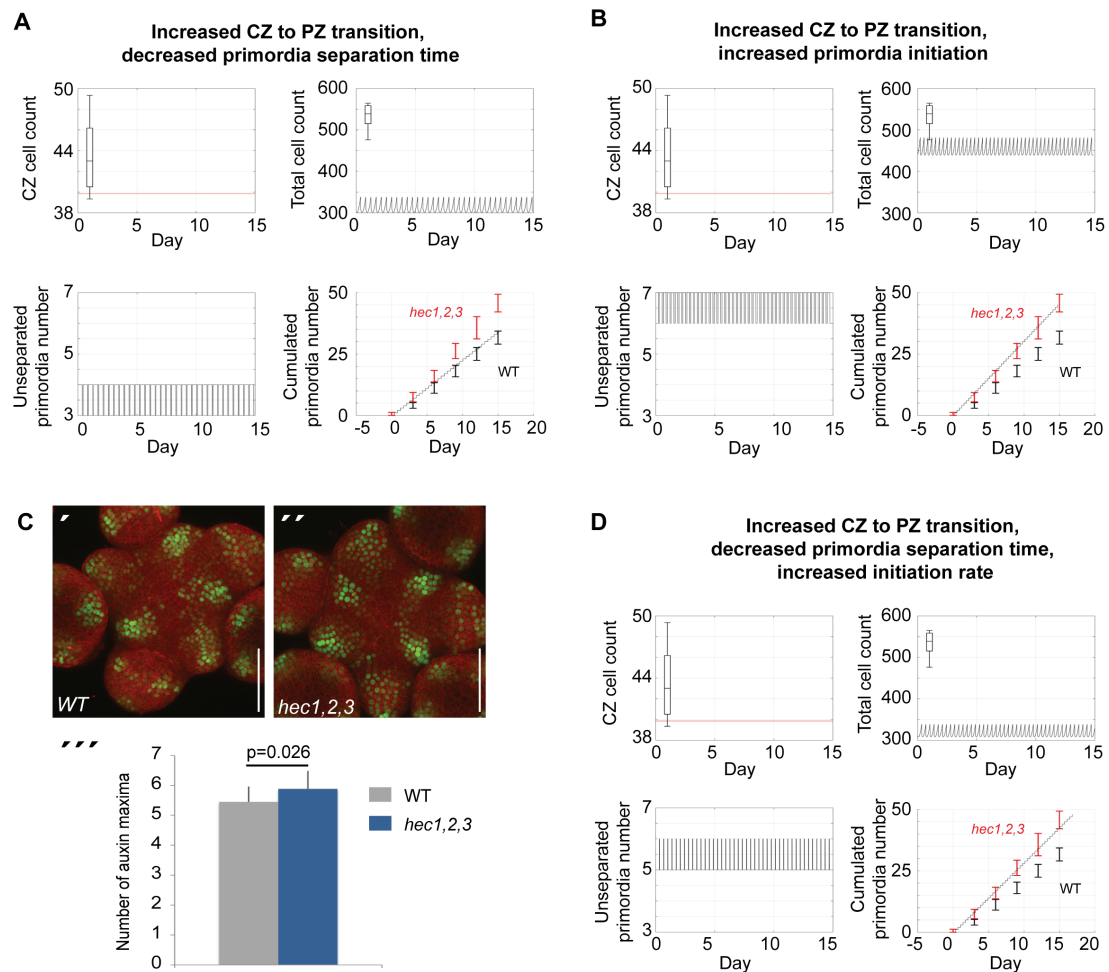 A
Increased CZ to PZ transition,
decreased primordia separation time
50
44
38
CZ cell count
0
5
10
15
Day
600
500
400
300
Total cell count
0
5
10
15
Day
7
5
3
Unseparated
primordia number
0
5
10
15
Day
50
25
0
Cumulated
primordia number
hec1,2,3
WT
-5
0
5
10
15
20
Day
B
Increased CZ to PZ transition,
increased primordia initiation
50
44
38
CZ cell count
0
5
10
15
Day
600
500
400
300
Total cell count
0
5
10
15
Day
7
5
3
Unseparated
primordia number
0
5
10
15
Day
50
25
0
Cumulated
primordia number
hec1,2,3
WT
-5
0
5
10
15
20
Day
C
′
WT
′′
hec1,2,3
′′′
7
6
5
4
3
2
1
0
Number of auxin maxima
p=0.026
WT
hec1,2,3
D
Increased CZ to PZ transition,
decreased primordia separation time,
increased initiation rate
50
44
38
CZ cell count
0
5
10
15
Day
600
500
400
300
Total cell count
0
5
10
15
Day
7
5
3
Unseparated
primordia number
0
5
10
15
Day
50
25
0
Cumulated
primordia number
hec1,2,3
WT
-5
0
5
10
15
20
Day